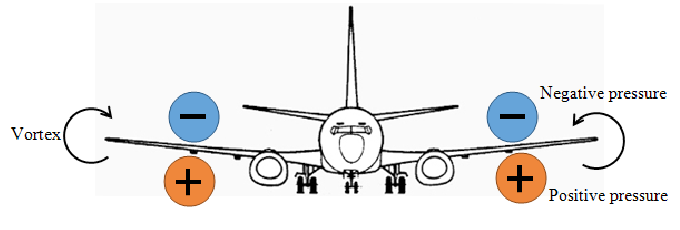 Negative pressure
Vortex
Positive pressure